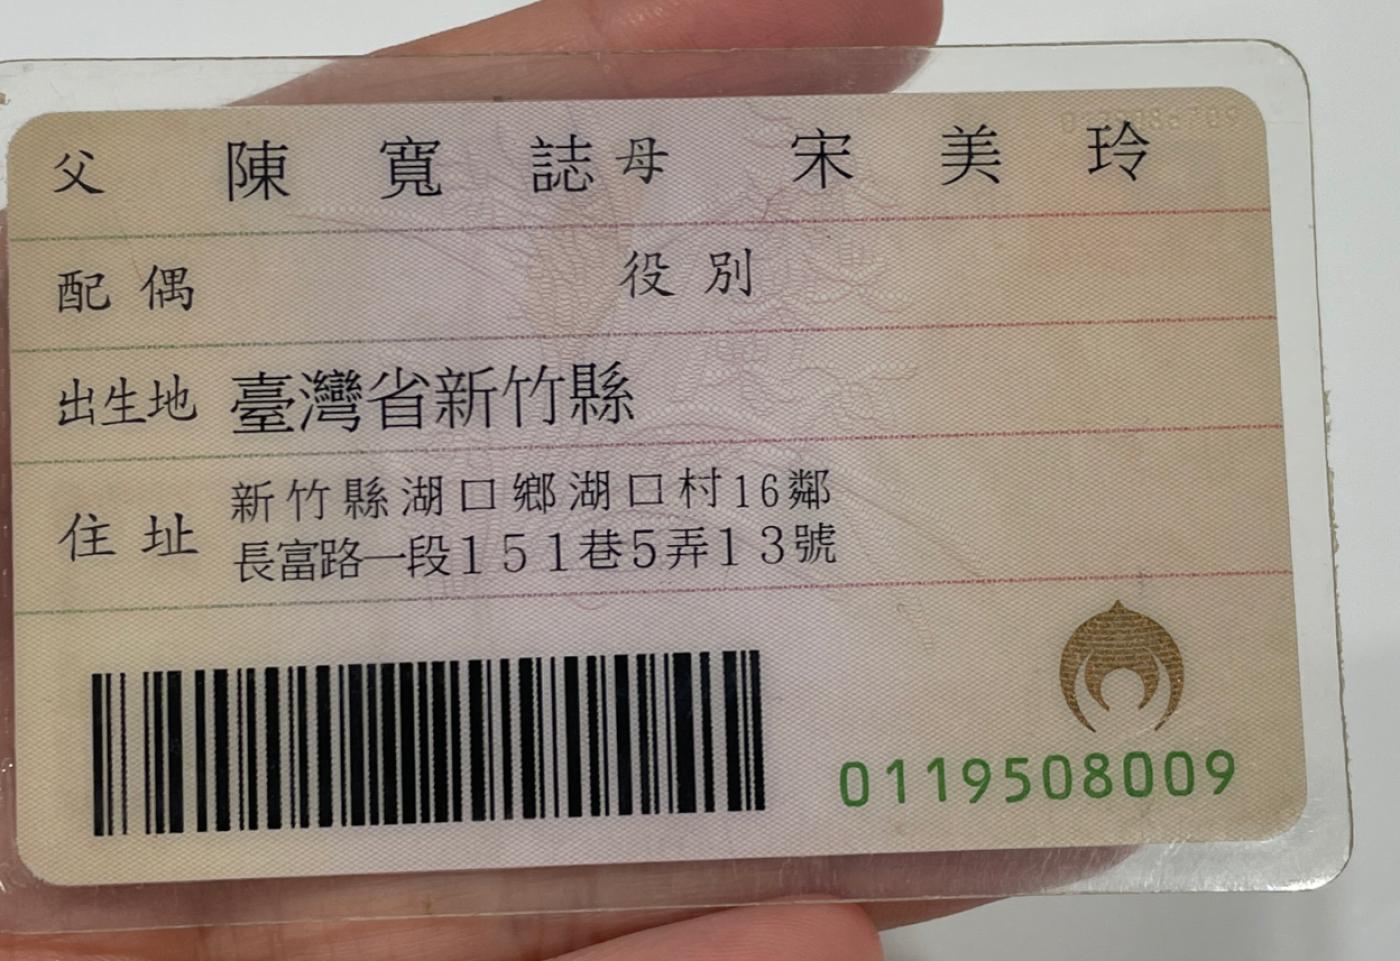 父 陳寬誌 母 宋美玲
配偶 役別
出生地 臺灣省新竹縣
住址 新竹縣湖口鄉湖口村16鄰
長富路一段151巷5弄13號
0119508009